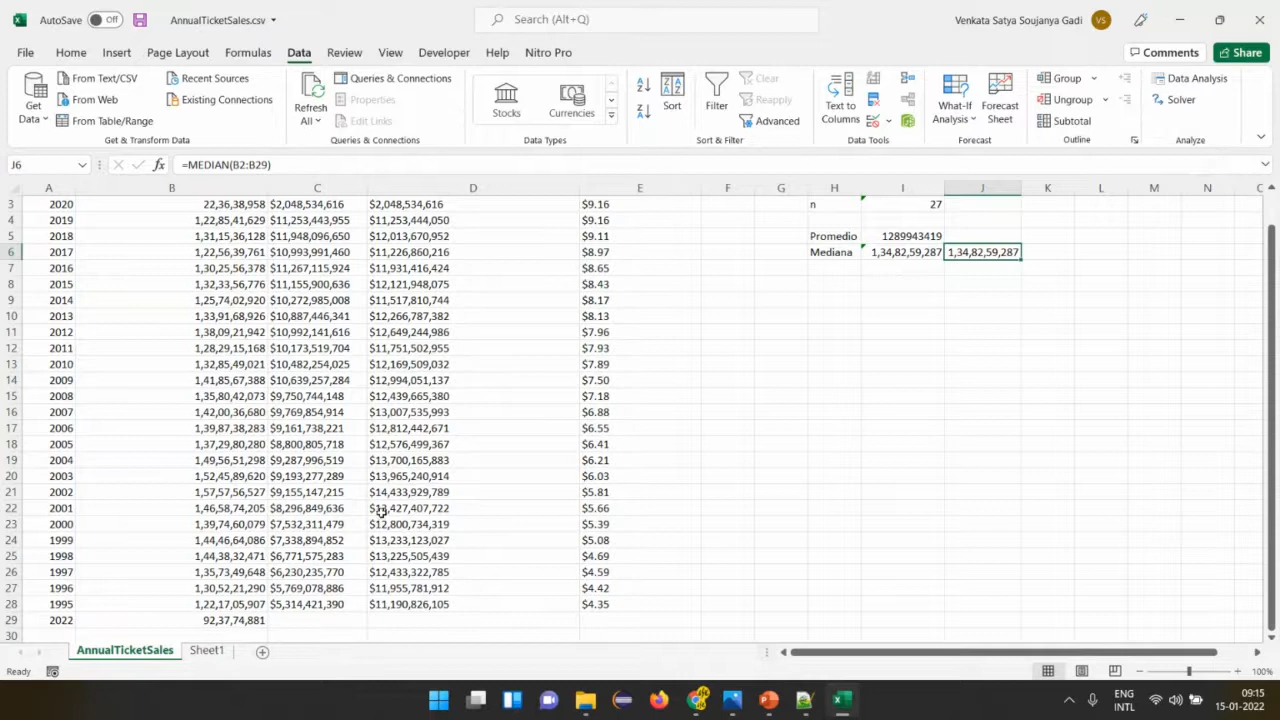 AutoSave Off AnnualTicketSales.csv Search (Alt+Q) Venkata Satya Soujanya Gadi VS
File Home Insert Page Layout Formulas Data Review View Developer Help Nitro Pro Comments Share
Get Data From Text/CSV From Web From Table/Range Recent Sources Existing Connections
Refresh All Queries & Connections Properties Edit Links
Stocks Currencies
Sort Filter Clear Reapply Advanced
Text to Columns
What-If Analysis Forecast Sheet
Group Ungroup Subtotal
Data Analysis Solver
Get & Transform Data Queries & Connections Data Types Sort & Filter Data Tools Forecast Outline Analyze
J6 fx =MEDIAN(B2:B29)
A B C D E F G H I J K L M N
3 2020 22,36,38,958 $2,048,534,616 $2,048,534,616 $9.16 n 27
4 2019 1,22,85,41,629 $11,253,443,955 $11,253,444,050 $9.16
5 2018 1,31,15,36,128 $11,948,096,650 $12,013,670,952 $9.11 Promedio 1289943419
6 2017 1,22,56,39,761 $10,993,991,460 $11,226,860,216 $8.97 Mediana 1,34,82,59,287 1,34,82,59,287
7 2016 1,30,25,56,378 $11,267,115,924 $11,931,416,424 $8.65
8 2015 1,32,33,56,776 $11,155,900,636 $12,121,948,075 $8.43
9 2014 1,25,74,02,920 $10,272,985,008 $11,517,810,744 $8.17
10 2013 1,33,91,68,926 $10,887,446,341 $12,266,787,382 $8.13
11 2012 1,38,09,21,942 $10,992,141,616 $12,649,244,986 $7.96
12 2011 1,28,29,15,168 $10,173,519,704 $11,751,502,955 $7.93
13 2010 1,32,85,49,021 $10,482,254,025 $12,169,509,032 $7.89
14 2009 1,41,85,67,388 $10,639,257,284 $12,994,051,137 $7.50
15 2008 1,35,80,42,073 $9,750,744,148 $12,439,665,380 $7.18
16 2007 1,42,00,36,680 $9,769,854,914 $13,007,535,993 $6.88
17 2006 1,39,87,38,283 $9,161,738,221 $12,812,442,671 $6.55
18 2005 1,37,29,80,280 $8,800,805,718 $12,576,499,367 $6.41
19 2004 1,49,56,51,298 $9,287,996,519 $13,700,165,883 $6.21
20 2003 1,52,45,89,620 $9,193,277,289 $13,965,240,914 $6.03
21 2002 1,57,57,56,527 $9,155,147,215 $14,433,929,789 $5.81
22 2001 1,46,58,74,205 $8,296,849,636 $13,427,407,722 $5.66
23 2000 1,39,74,60,079 $7,532,311,479 $12,800,734,319 $5.39
24 1999 1,44,46,64,086 $7,338,894,852 $13,233,123,027 $5.08
25 1998 1,44,38,32,471 $6,771,575,283 $13,225,505,439 $4.69
26 1997 1,35,73,49,648 $6,230,235,770 $12,433,322,785 $4.59
27 1996 1,30,52,21,290 $5,769,078,886 $11,955,781,912 $4.42
28 1995 1,22,17,05,907 $5,314,421,390 $11,190,826,105 $4.35
29 2022 92,37,74,881
30
AnnualTicketSales Sheet1
Ready 100%
ENG INTL 09:15 15-01-2022